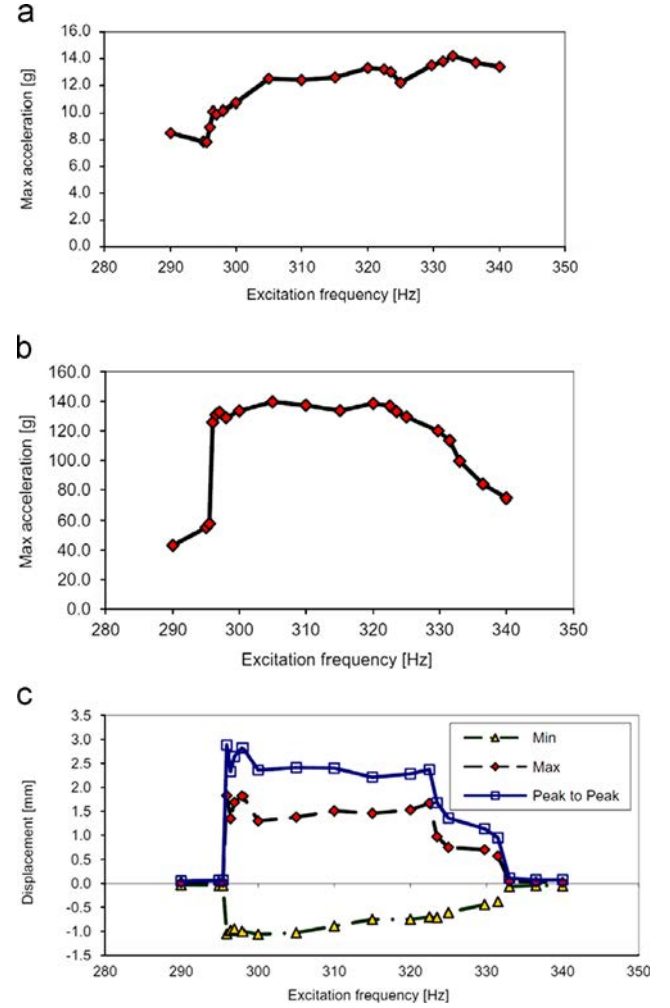 a
16.0
14.0
12.0
10.0
8.0
6.0
4.0
2.0
0.0
Max acceleration [g]
280 290 300 310 320 330 340 350
Excitation frequency [Hz]
b
160.0
140.0
120.0
100.0
80.0
60.0
40.0
20.0
0.0
Max acceleration [g]
280 290 300 310 320 330 340 350
Excitation frequency [Hz]
c
3.5
3.0
2.5
2.0
1.5
1.0
0.5
0.0
-0.5
-1.0
-1.5
Displacement [mm]
Min
Max
Peak to Peak
280 290 300 310 320 330 340 350
Excitation frequency [Hz]